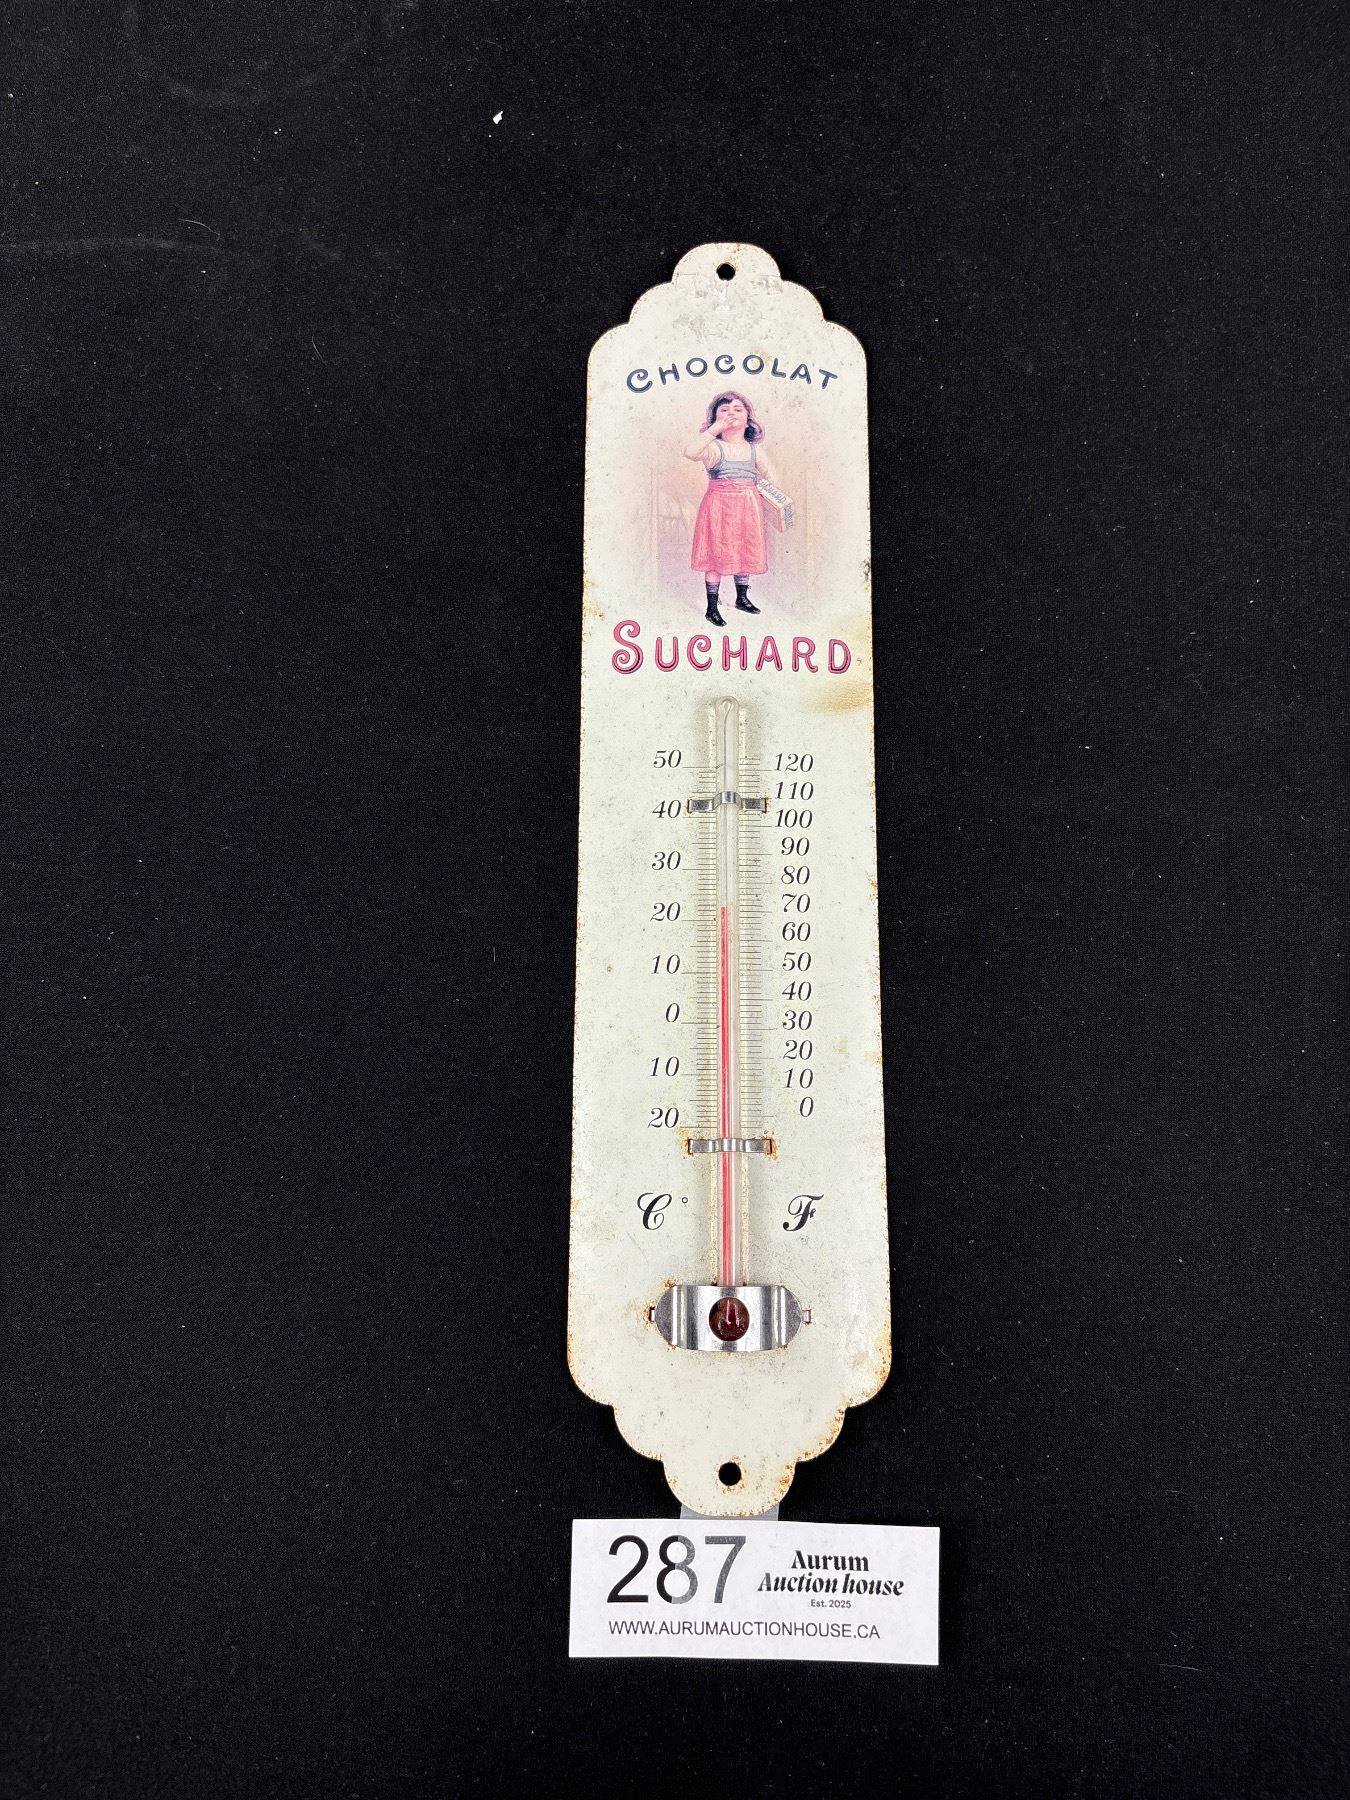 CHOCOLAT
SUCHARD
SUCHARD
50 120
110
40 100
90
30 80
20 70
60
10 50
40
0 30
20
10 10
20 0
C° F
287 Aurum
Auction house
Est. 2025
WWW.AURUMAUCTIONHOUSE.CA